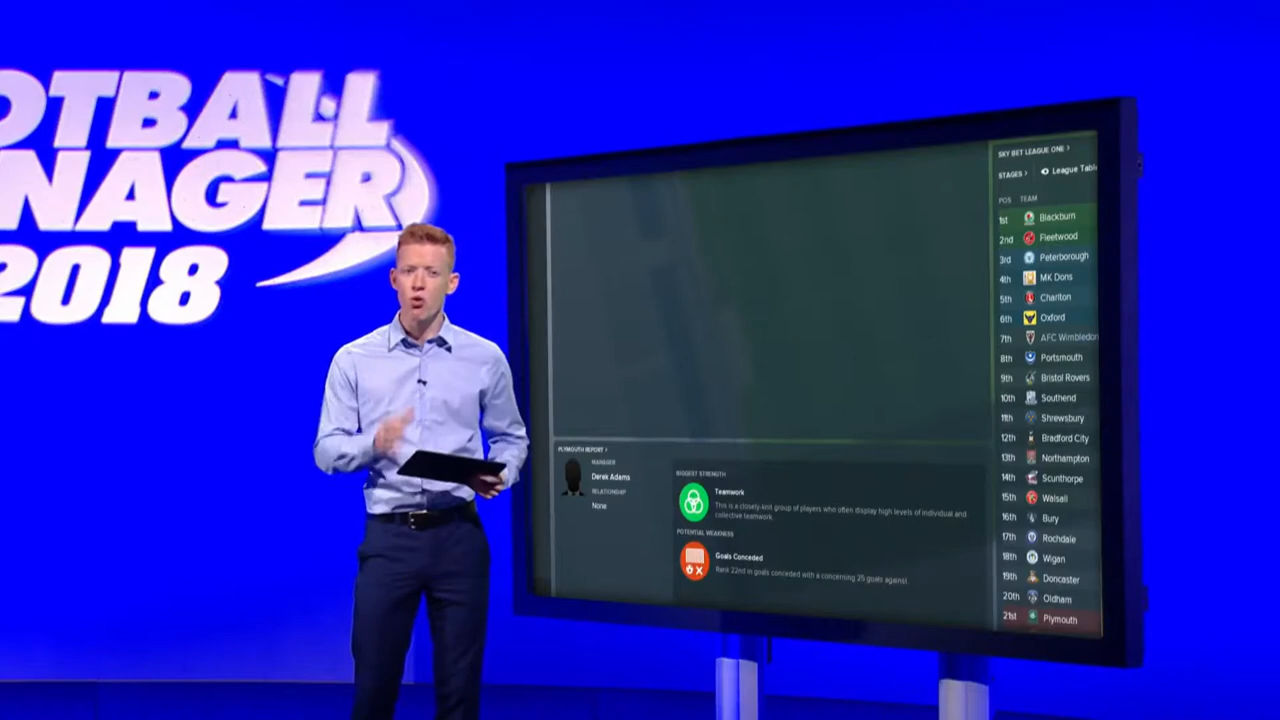 OTBALL
NAGER
2018
SKY BET LEAGUE ONE >
STAGES >
League Tabl
POS TEAM
1st Blackburn
2nd Fleetwood
3rd Peterborough
4th MK Dons
5th Charlton
6th Oxford
7th AFC Wimbledon
8th Portsmouth
9th Bristol Rovers
10th Southend
11th Shrewsbury
12th Bradford City
13th Northampton
14th Scunthorpe
15th Walsall
16th Bury
17th Rochdale
18th Wigan
19th Doncaster
20th Oldham
21st Plymouth
PLYMOUTH REPORT >
MANAGER
Derek Adams
RELATIONSHIP
None
BIGGEST STRENGTH
Teamwork
This is a closely-knit group of players who often display high levels of individual and
collective teamwork.
POTENTIAL WEAKNESS
Goals Conceded
Rank 22nd in goals conceded with a concerning 25 goals against